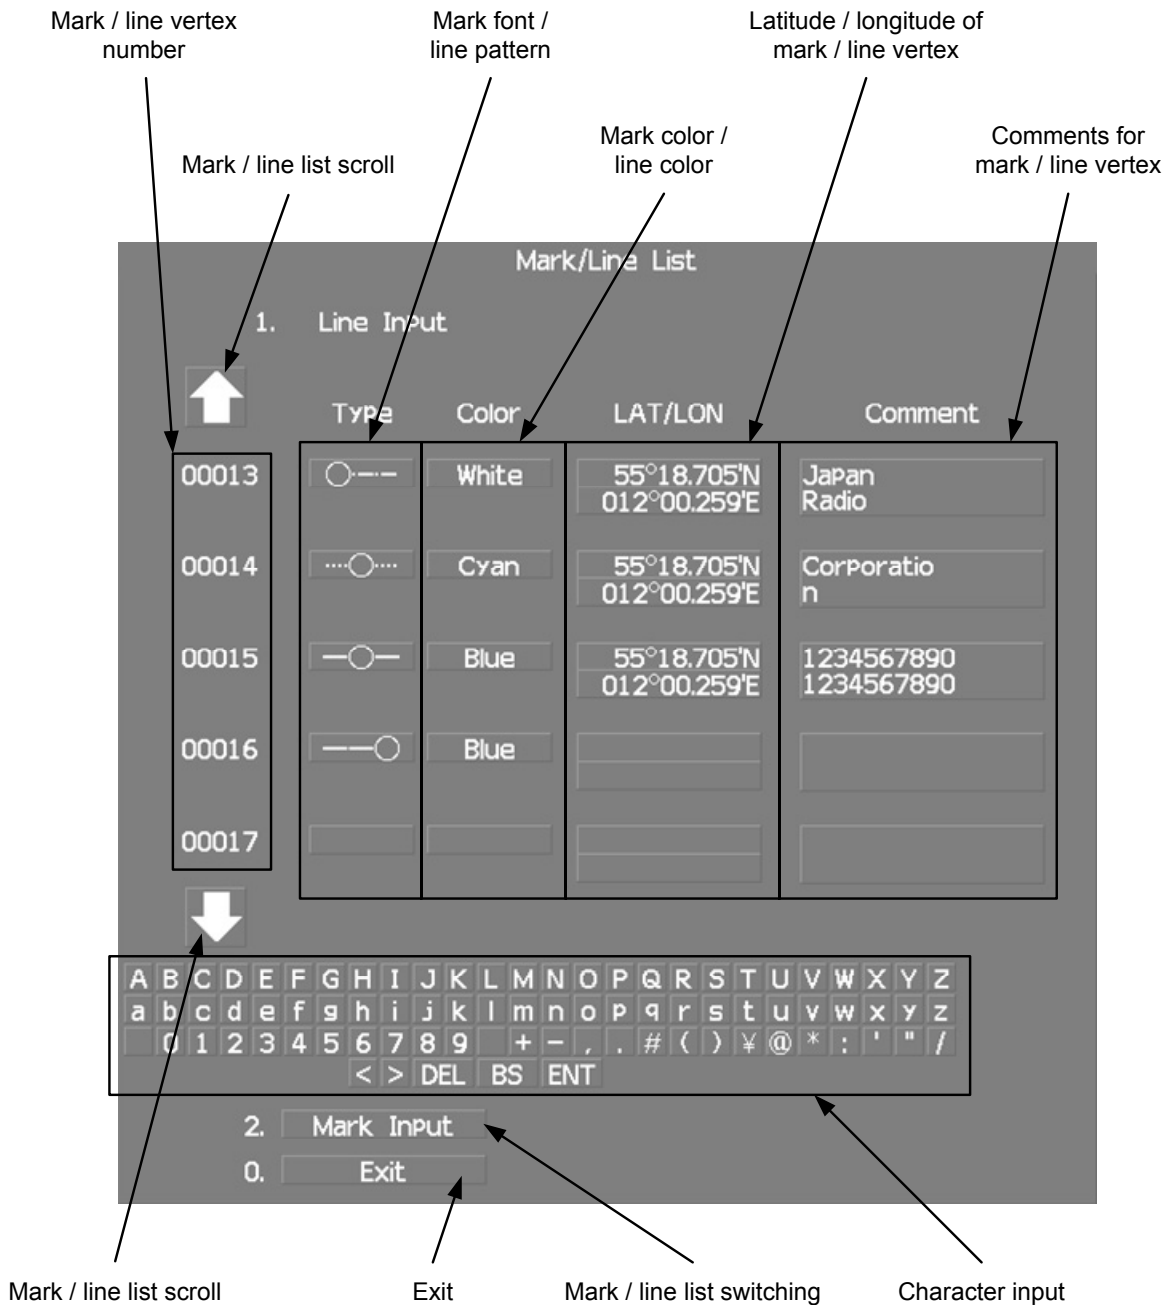 Mark / line vertex
number
Mark font /
line pattern
Latitude / longitude of
mark / line vertex
Mark / line list scroll
Mark color /
line color
Comments for
mark / line vertex
Mark/Line List
1. Line Input
Type Color LAT/LON Comment
00013 White 55°18.705'N Japan
012°00.259'E Radio
00014 Cyan 55°18.705'N Corporatio
012°00.259'E n
00015 Blue 55°18.705'N 1234567890
012°00.259'E 1234567890
00016 Blue
00017
A B C D E F G H I J K L M N O P Q R S T U V W X Y Z
a b c d e f g h i j k l m n o p q r s t u v w x y z
0 1 2 3 4 5 6 7 8 9 + - , . # ( ) ¥ @ * : ' " /
< > DEL BS ENT
2. Mark Input
0. Exit
Mark / line list scroll
Exit
Mark / line list switching
Character input